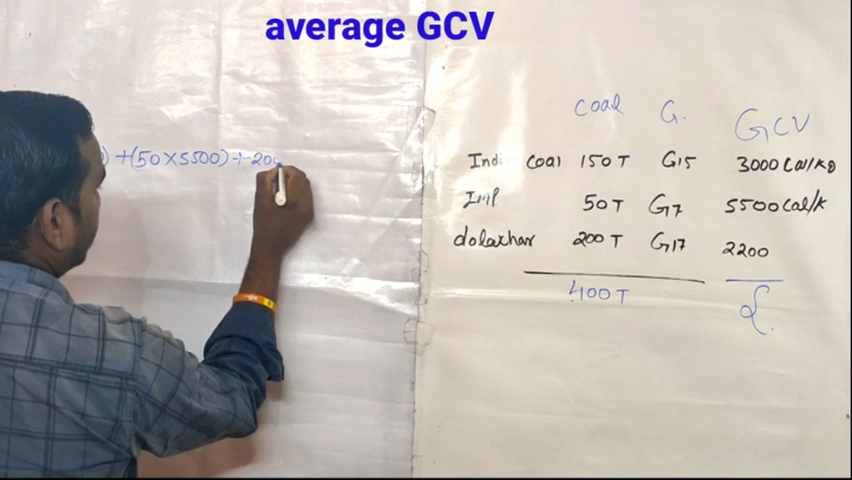 average GCV
) + (50 × 5500) + 200
Coal G. GCV
Indi Coal 150 T G15 3000 Cal/kg
Imp 50 T G7 5500 Cal/k
dolachar 200 T G17 2200
400 T